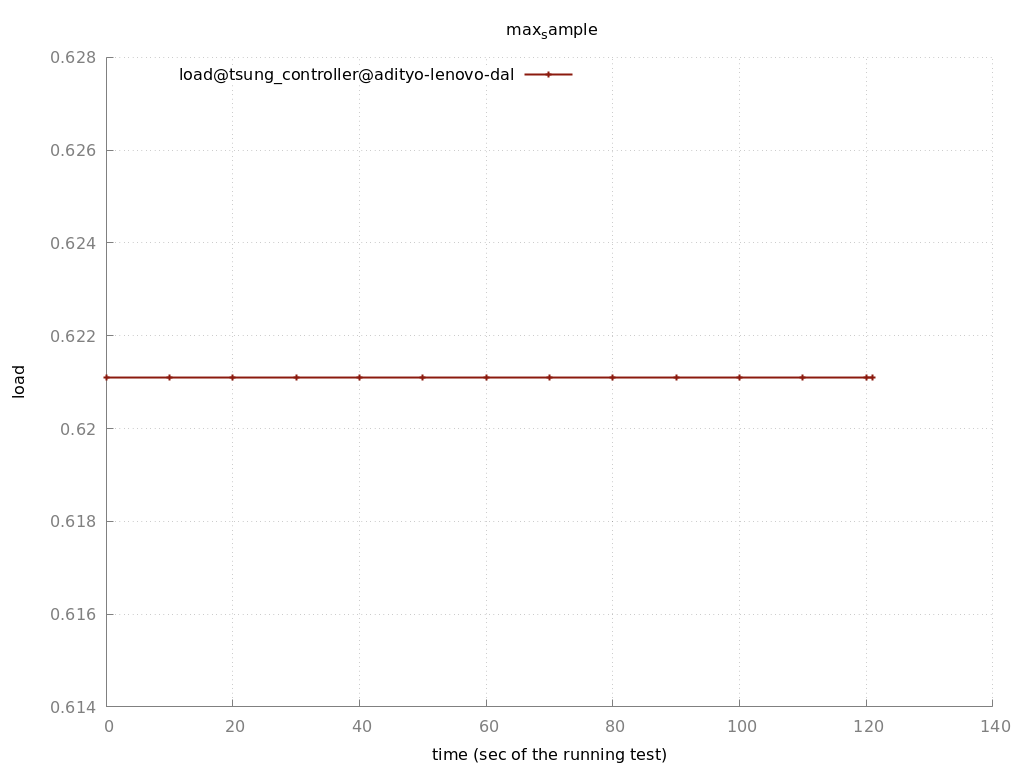 max_sample
load@tsung_controller@adityo-lenovo-dal
0.628
0.626
0.624
0.622
0.62
0.618
0.616
0.614
load
0 20 40 60 80 100 120 140
time (sec of the running test)